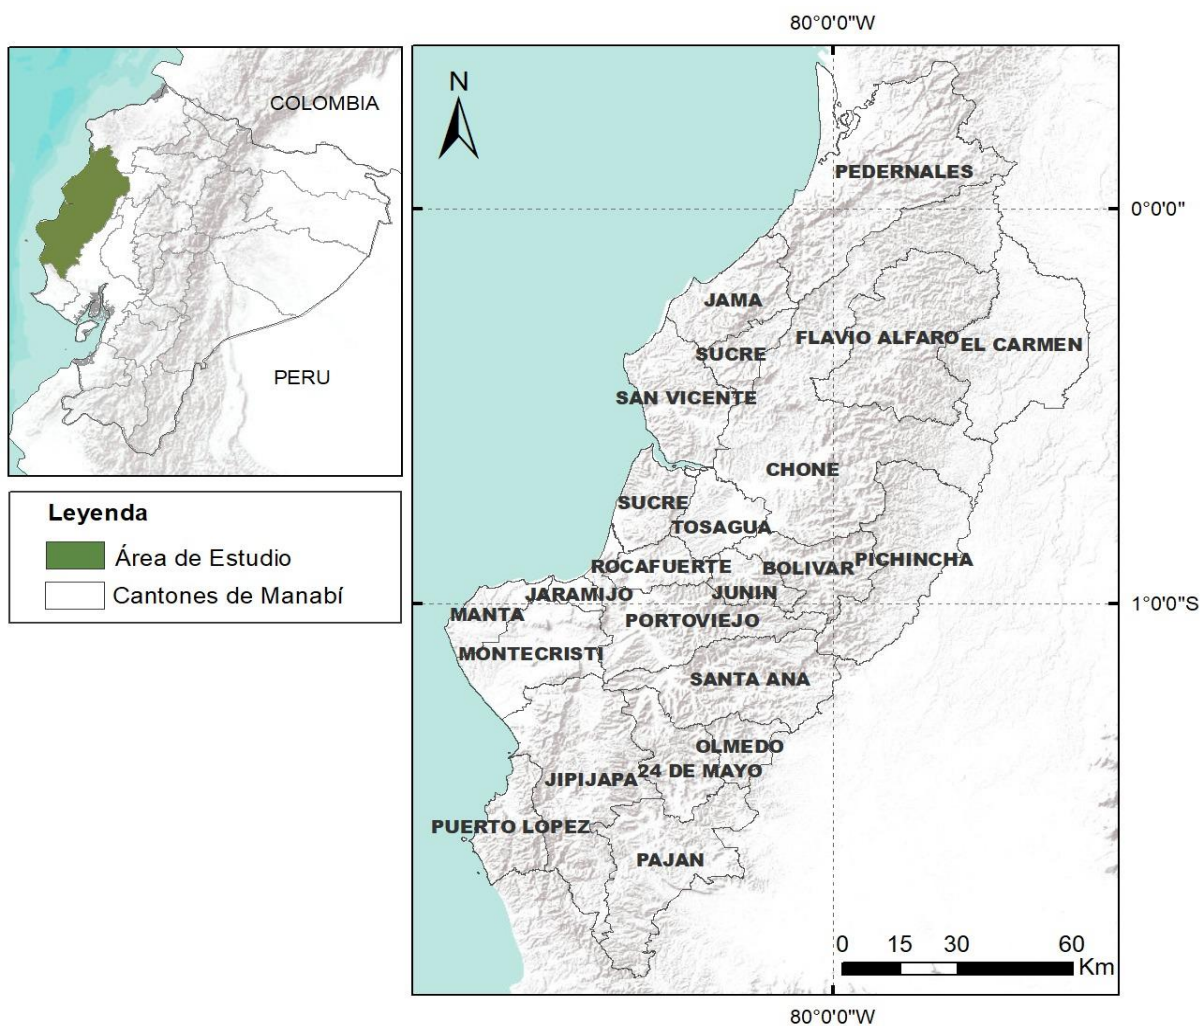 80°0'0"W
COLOMBIA
PERU
Leyenda
Área de Estudio
Cantones de Manabí
N
PEDERNALES
0°0'0"
JAMA
FLAVIO ALFARO
EL CARMEN
SUCRE
SAN VICENTE
CHONE
SUCRE
TOSAGUA
ROCAFUERTE
BOLIVAR
PICHINCHA
JARAMIJO
JUNIN
1°0'0"S
MANTA
PORTOVIEJO
MONTECRISTI
SANTA ANA
OLMEDO
24 DE MAYO
JIPIJAPA
PUERTO LOPEZ
PAJAN
0 15 30 60
Km
80°0'0"W